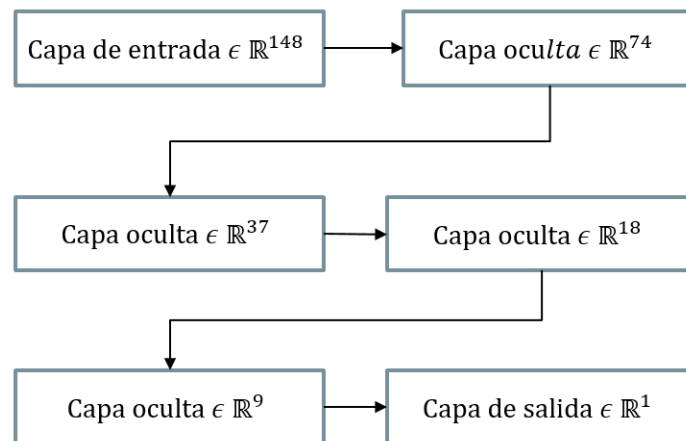 Capa de entrada ϵ ℝ¹⁴⁸
Capa oculta ϵ ℝ⁷⁴
Capa oculta ϵ ℝ³⁷
Capa oculta ϵ ℝ¹⁸
Capa oculta ϵ ℝ⁹
Capa de salida ϵ ℝ¹